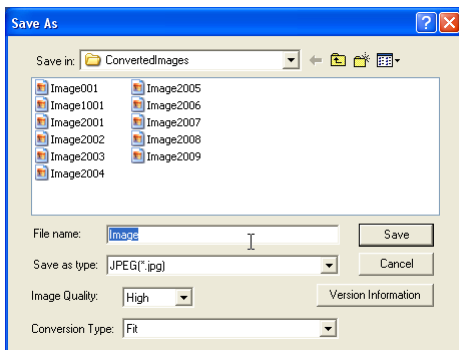 Save As
Save in: ConvertedImages
Image001 Image2005
Image1001 Image2006
Image2001 Image2007
Image2002 Image2008
Image2003 Image2009
Image2004
File name: Image Save
Save as type: JPEG(*.jpg) Cancel
Image Quality: High Version Information
Conversion Type: Fit